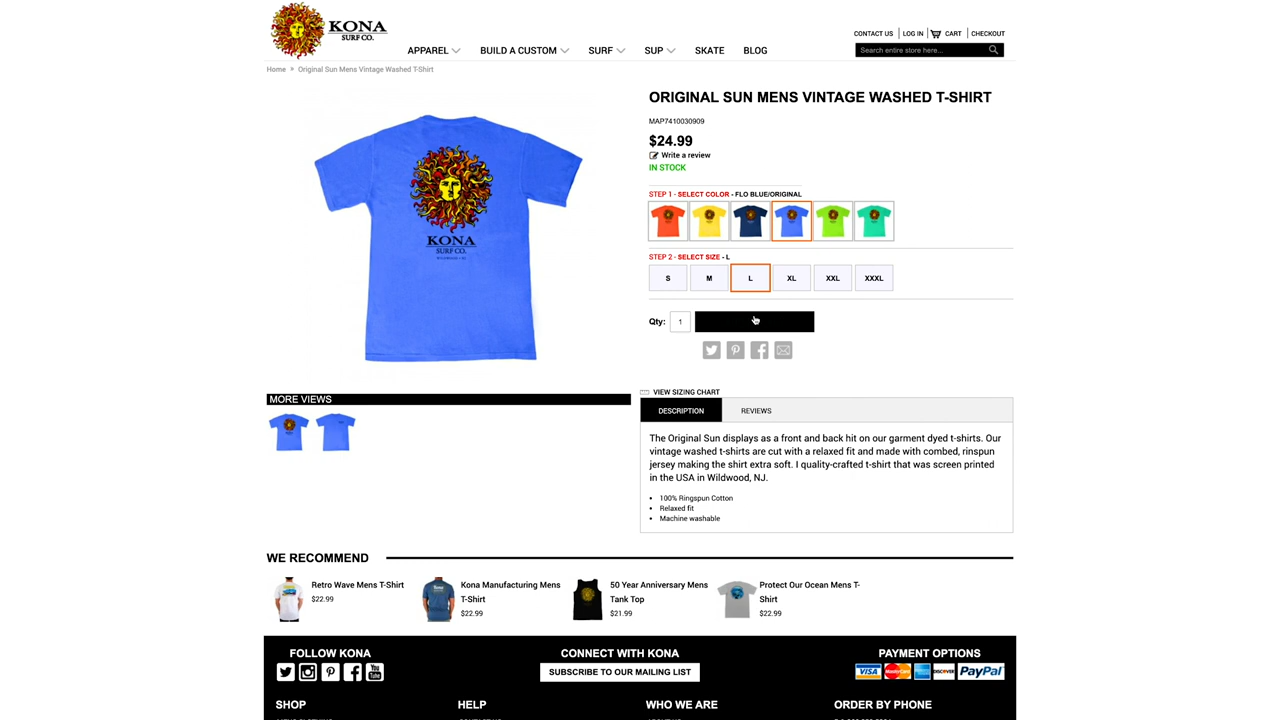 KONA
SURF CO.
CONTACT US
LOG IN
CART
CHECKOUT
APPAREL
BUILD A CUSTOM
SURF
SUP
SKATE
BLOG
Search entire store here...
Home > Original Sun Mens Vintage Washed T-Shirt
ORIGINAL SUN MENS VINTAGE WASHED T-SHIRT
MAP7410030909
$24.99
Write a review
IN STOCK
STEP 1 - SELECT COLOR - FLO BLUE/ORIGINAL
KONA
SURF CO.
STEP 2 - SELECT SIZE - L
S
M
L
XL
XXL
XXXL
Qty:
1
VIEW SIZING CHART
MORE VIEWS
DESCRIPTION
REVIEWS
The Original Sun displays as a front and back hit on our garment dyed t-shirts. Our
vintage washed t-shirts are cut with a relaxed fit and made with combed, rinspun
jersey making the shirt extra soft. I quality-crafted t-shirt that was screen printed
in the USA in Wildwood, NJ.
• 100% Ringspun Cotton
• Relaxed fit
• Machine washable
WE RECOMMEND
Retro Wave Mens T-Shirt
$22.99
Kona Manufacturing Mens
T-Shirt
$22.99
50 Year Anniversary Mens
Tank Top
$21.99
Protect Our Ocean Mens T-
Shirt
$22.99
FOLLOW KONA
CONNECT WITH KONA
PAYMENT OPTIONS
You
Tube
SUBSCRIBE TO OUR MAILING LIST
VISA
MasterCard
DISCOVER
PayPal
SHOP
HELP
WHO WE ARE
ORDER BY PHONE